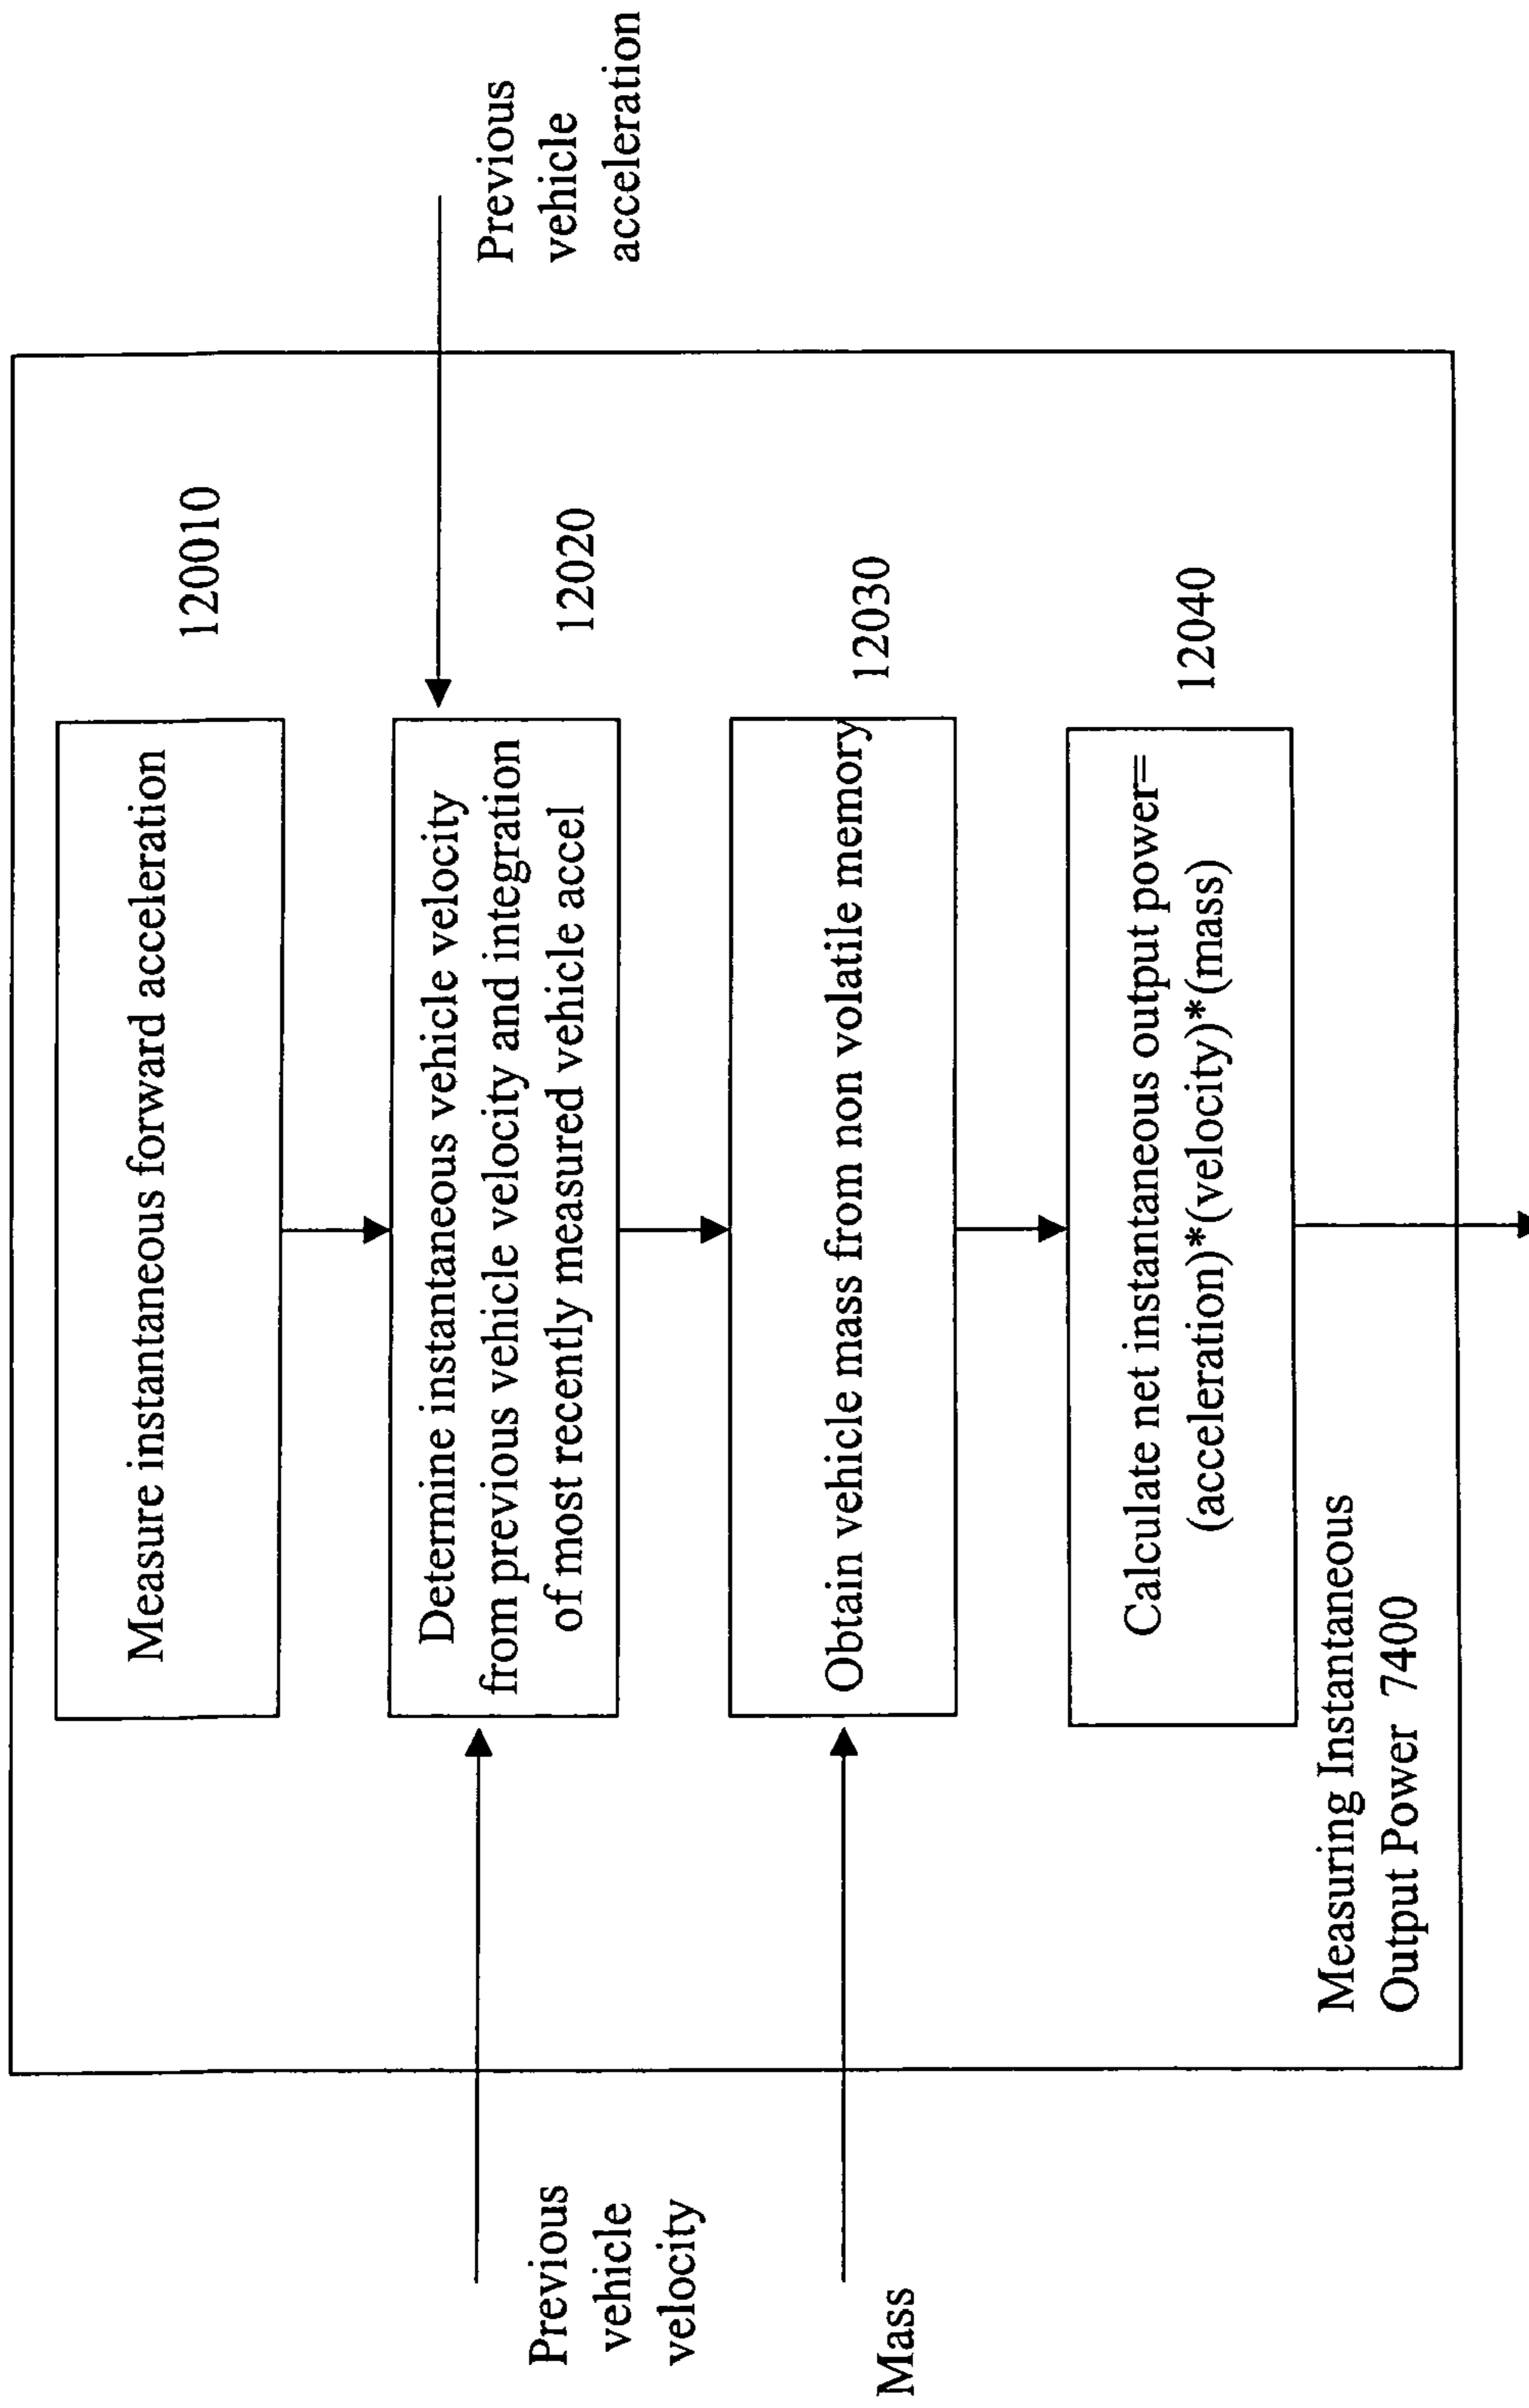 Measure instantaneous forward acceleration
120010
Previous
vehicle
acceleration
Previous
vehicle
velocity
Determine instantaneous vehicle velocity
from previous vehicle velocity and integration
of most recently measured vehicle accel
12020
Mass
Obtain vehicle mass from non volatile memory
12030
Calculate net instantaneous output power=
(acceleration)*(velocity)*(mass)
12040
Measuring Instantaneous
Output Power 7400